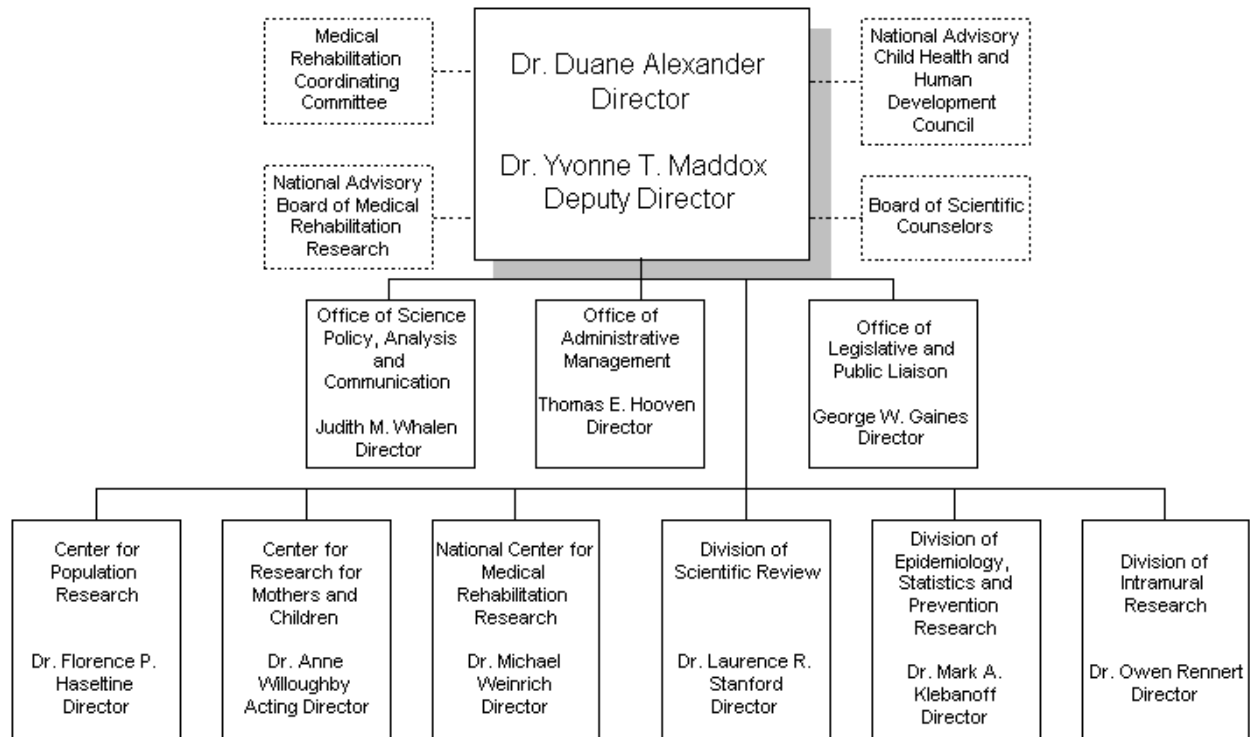 Medical
Rehabilitation
Coordinating
Committee
Dr. Duane Alexander
Director
Dr. Yvonne T. Maddox
Deputy Director
National Advisory
Child Health and
Human
Development
Council
National Advisory
Board of Medical
Rehabilitation
Research
Board of Scientific
Counselors
Office of Science
Policy, Analysis
and
Communication
Judith M. Whalen
Director
Office of
Administrative
Management
Thomas E. Hooven
Director
Office of
Legislative and
Public Liaison
George W. Gaines
Director
Center for
Population
Research
Dr. Florence P.
Haseltine
Director
Center for
Research for
Mothers and
Children
Dr. Anne
Willoughby
Acting Director
National Center for
Medical
Rehabilitation
Research
Dr. Michael
Weinrich
Director
Division of
Scientific Review
Dr. Laurence R.
Stanford
Director
Division of
Epidemiology,
Statistics and
Prevention
Research
Dr. Mark A.
Klebanoff
Director
Division of
Intramural
Research
Dr. Owen Rennert
Director